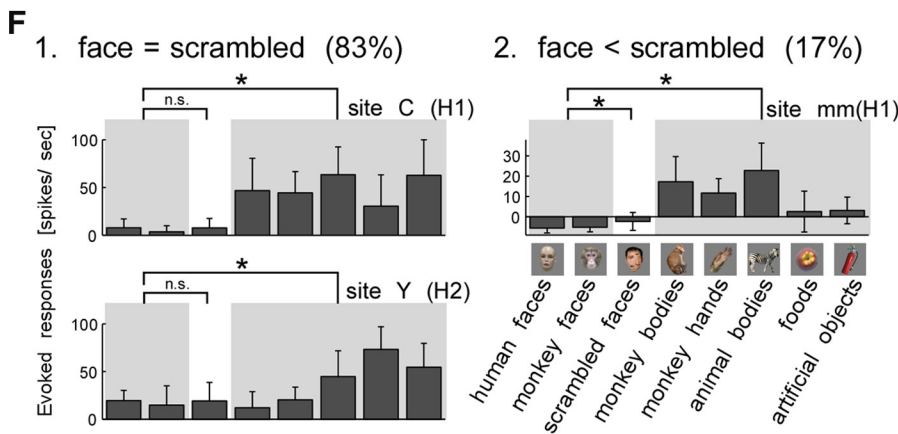 F
1. face = scrambled (83%)
2. face < scrambled (17%)
*
n.s.
site C (H1)
*
*
site mm(H1)
Evoked responses [spikes/ sec]
100
50
0
30
20
10
0
*
n.s.
site Y (H2)
100
50
0
human faces
monkey faces
scrambled faces
monkey bodies
monkey hands
animal bodies
foods
artificial objects